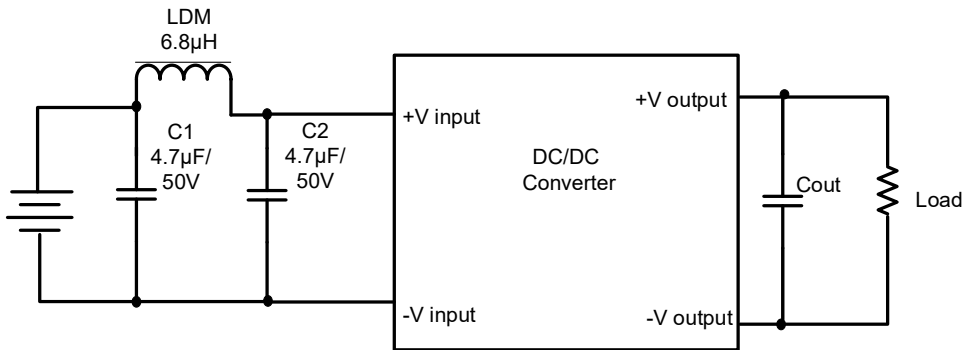 LDM
6.8µH
C1
4.7µF/
50V
C2
4.7µF/
50V
+V input
-V input
DC/DC
Converter
+V output
-V output
Cout
Load